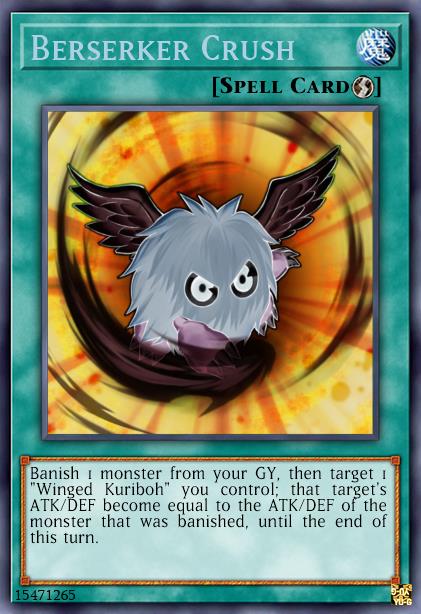 Berserker Crush
魔
[Spell Card]
Banish 1 monster from your GY, then target 1
"Winged Kuriboh" you control; that target's
ATK/DEF become equal to the ATK/DEF of the
monster that was banished, until the end of
this turn.
15471265